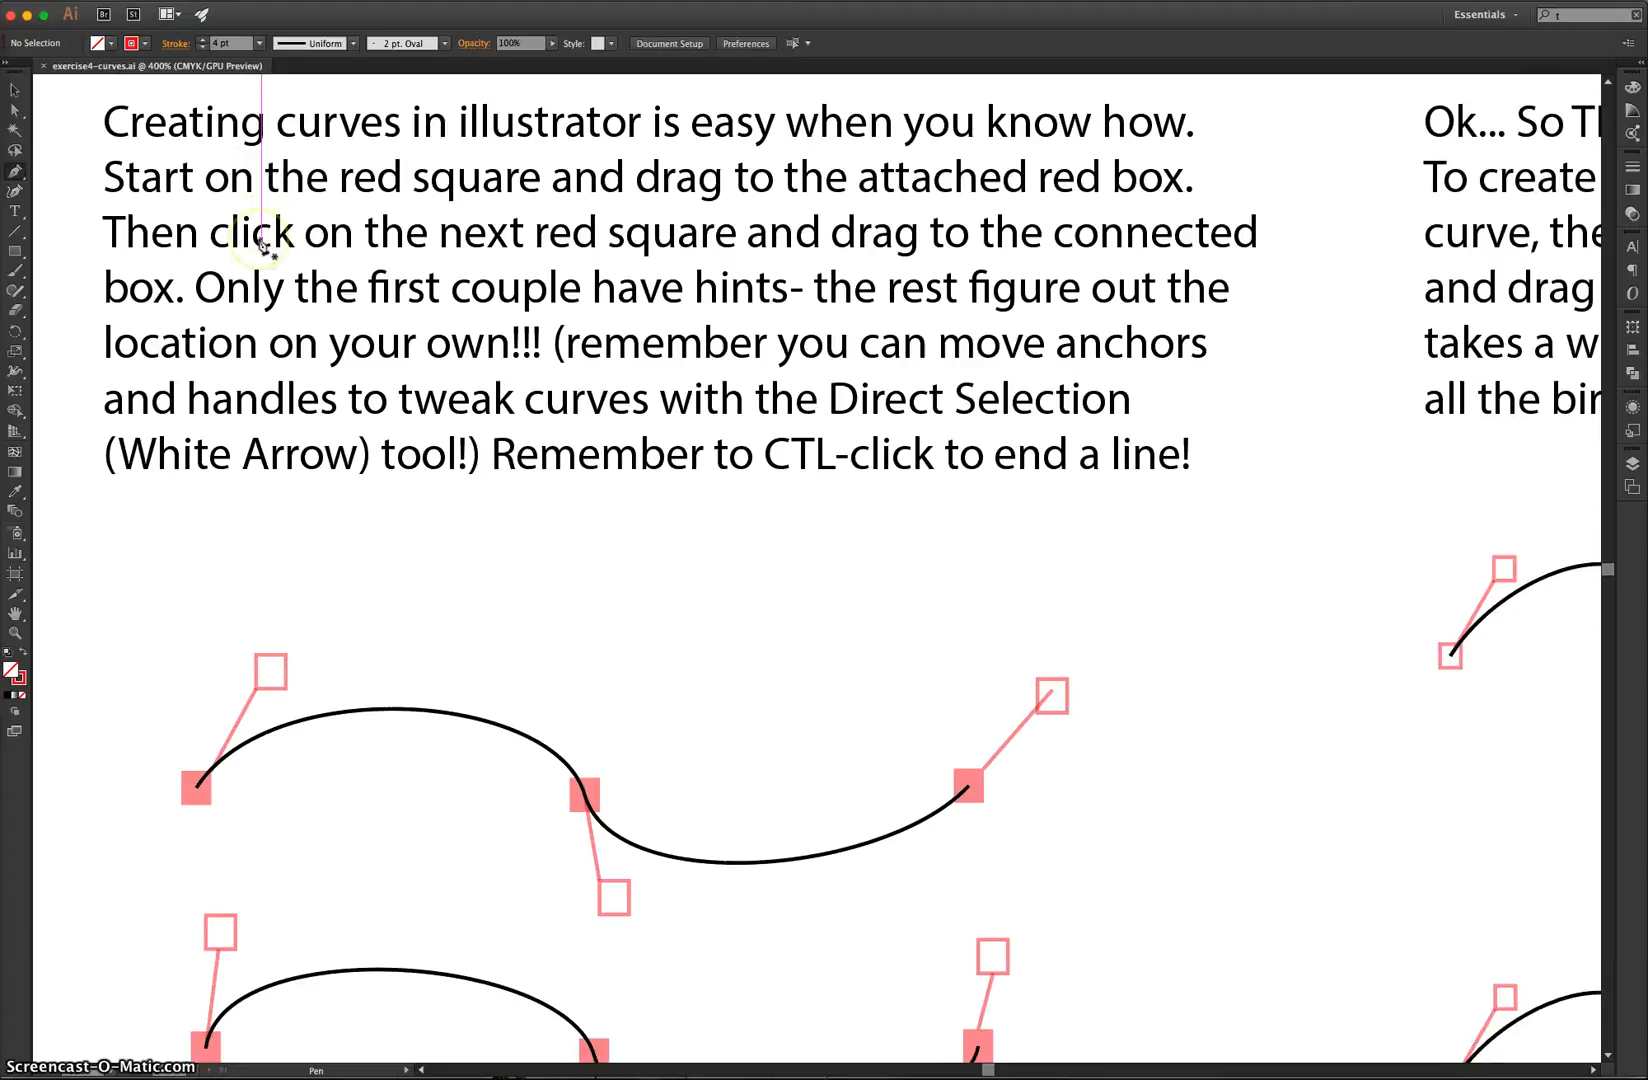 Ai Br St Essentials t
No Selection Stroke: 4 pt Uniform 2 pt. Oval Opacity: 100% Style: Document Setup Preferences
exercise4-curves.ai @ 400% (CMYK/GPU Preview)
Creating curves in illustrator is easy when you know how.
Start on the red square and drag to the attached red box.
Then click on the next red square and drag to the connected
box. Only the first couple have hints- the rest figure out the
location on your own!!! (remember you can move anchors
and handles to tweak curves with the Direct Selection
(White Arrow) tool!) Remember to CTL-click to end a line!
Ok... So T
To create
curve, the
and drag
takes a w
all the bir
Screencast-O-Matic.com
Pen